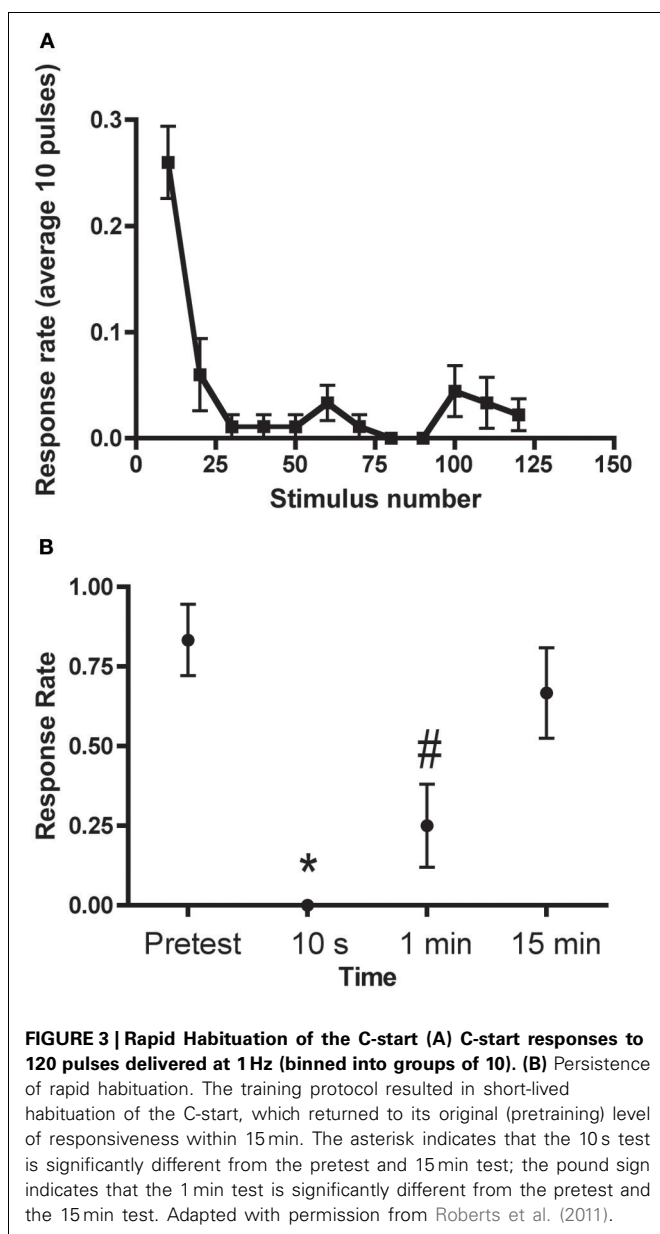 A
Response rate (average 10 pulses)
0.3
0.2
0.1
0.0
0 25 50 75 100 125 150
Stimulus number
B
Response Rate
1.00
0.75
0.50
0.25
0.00
*
#
Pretest 10 s 1 min 15 min
Time
FIGURE 3 | Rapid Habituation of the C-start (A) C-start responses to
120 pulses delivered at 1 Hz (binned into groups of 10). (B) Persistence
of rapid habituation. The training protocol resulted in short-lived
habituation of the C-start, which returned to its original (pretraining) level
of responsiveness within 15 min. The asterisk indicates that the 10 s test
is significantly different from the pretest and 15 min test; the pound sign
indicates that the 1 min test is significantly different from the pretest and
the 15 min test. Adapted with permission from Roberts et al. (2011).